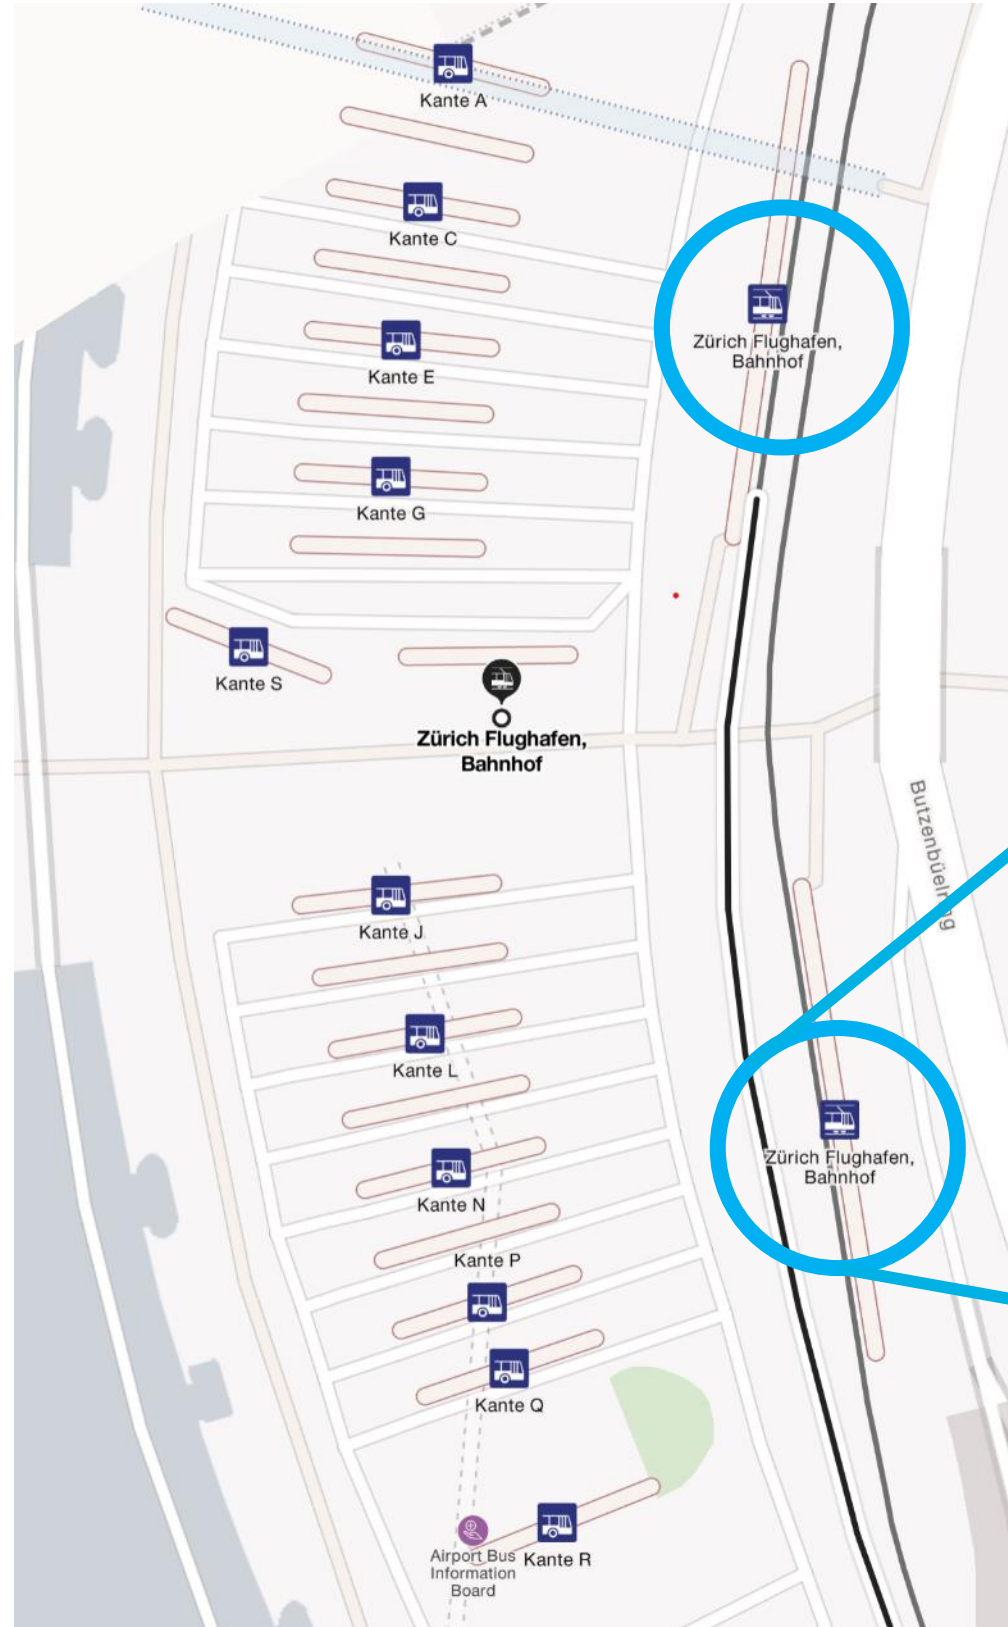 Kante A
Kante C
Zürich Flughafen,
Bahnhof
Kante E
Kante G
Kante S
Zürich Flughafen,
Bahnhof
Butzenbüelring
Kante J
Kante L
Zürich Flughafen,
Bahnhof
Kante N
Kante P
Kante Q
Airport Bus
Information
Board
Kante R